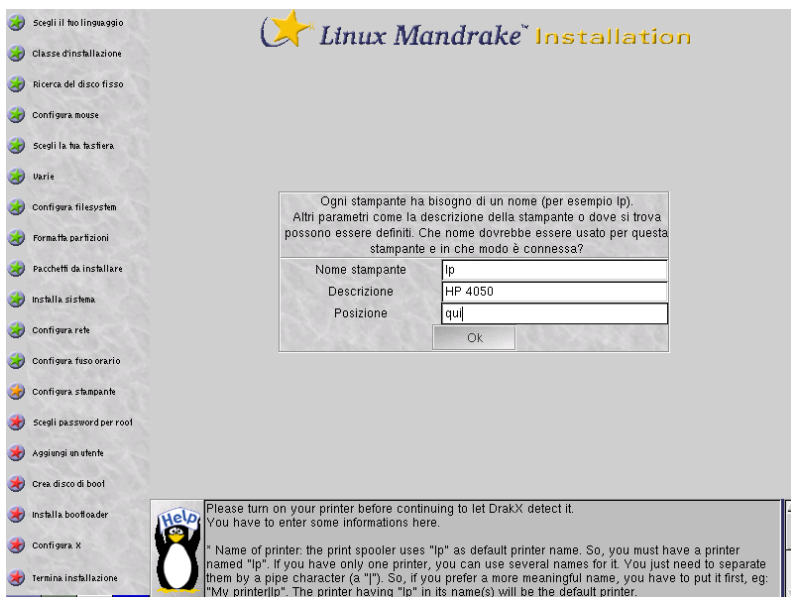 Linux Mandrake™ Installation
Scegli il tuo linguaggio
Classe d'installazione
Ricerca del disco fisso
Configura mouse
Scegli la tua tastiera
Varie
Configura filesystem
Formatta partizioni
Pacchetti da installare
Installa sistema
Configura rete
Configura fuso orario
Configura stampante
Scegli password per root
Aggiungi un utente
Crea disco di boot
Installa bootloader
Configura X
Termina installazione
Ogni stampante ha bisogno di un nome (per esempio lp).
Altri parametri come la descrizione della stampante o dove si trova
possono essere definiti. Che nome dovrebbe essere usato per questa
stampante e in che modo è connessa?
Nome stampante lp
Descrizione HP 4050
Posizione qui
Ok
Help
Please turn on your printer before continuing to let DrakX detect it.
You have to enter some informations here.
* Name of printer: the print spooler uses "lp" as default printer name. So, you must have a printer
named "lp". If you have only one printer, you can use several names for it. You just need to separate
them by a pipe character (a "|"). So, if you prefer a more meaningful name, you have to put it first, eg:
"My printer|lp". The printer having "lp" in its name(s) will be the default printer.